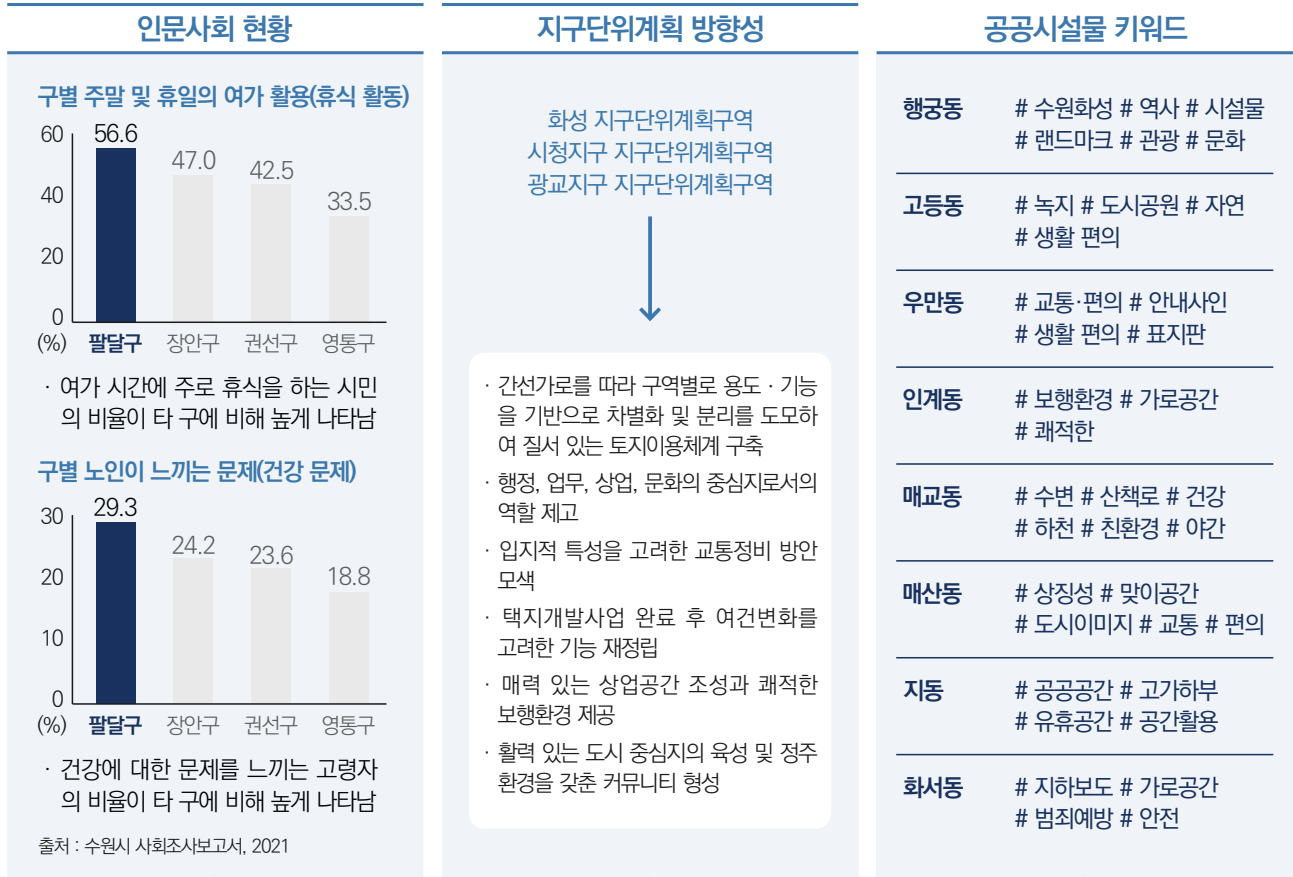 인문사회 현황
구별 주말 및 휴일의 여가 활용(휴식 활동)
60
40
20
0
(%)
56.6
47.0
42.5
33.5
팔달구
장안구
권선구
영통구
· 여가 시간에 주로 휴식을 하는 시민
의 비율이 타 구에 비해 높게 나타남
구별 노인이 느끼는 문제(건강 문제)
30
20
10
0
(%)
29.3
24.2
23.6
18.8
팔달구
장안구
권선구
영통구
· 건강에 대한 문제를 느끼는 고령자
의 비율이 타 구에 비해 높게 나타남
출처 : 수원시 사회조사보고서, 2021
지구단위계획 방향성
화성 지구단위계획구역
시청지구 지구단위계획구역
광교지구 지구단위계획구역
· 간선가로를 따라 구역별로 용도 · 기능
을 기반으로 차별화 및 분리를 도모하
여 질서 있는 토지이용체계 구축
· 행정, 업무, 상업, 문화의 중심지로서의
역할 제고
· 입지적 특성을 고려한 교통정비 방안
모색
· 택지개발사업 완료 후 여건변화를
고려한 기능 재정립
· 매력 있는 상업공간 조성과 쾌적한
보행환경 제공
· 활력 있는 도시 중심지의 육성 및 정주
환경을 갖춘 커뮤니티 형성
공공시설물 키워드
행궁동 # 수원화성 # 역사 # 시설물
# 랜드마크 # 관광 # 문화
고등동 # 녹지 # 도시공원 # 자연
# 생활 편의
우만동 # 교통·편의 # 안내사인
# 생활 편의 # 표지판
인계동 # 보행환경 # 가로공간
# 쾌적한
매교동 # 수변 # 산책로 # 건강
# 하천 # 친환경 # 야간
매산동 # 상징성 # 맞이공간
# 도시이미지 # 교통 # 편의
지동 # 공공공간 # 고가하부
# 유휴공간 # 공간활용
화서동 # 지하보도 # 가로공간
# 범죄예방 # 안전